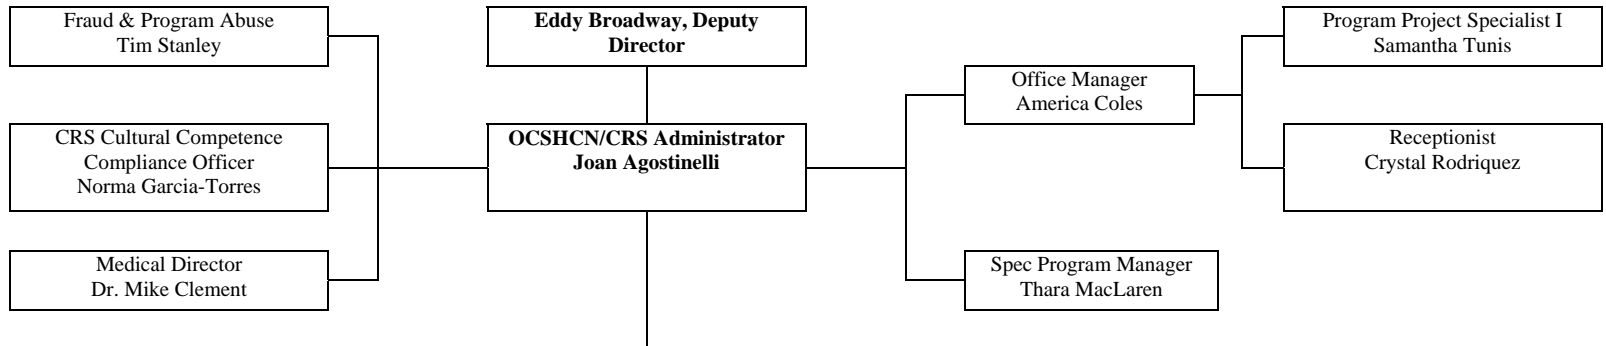 Fraud & Program Abuse
Tim Stanley
Eddy Broadway, Deputy
Director
Program Project Specialist I
Samantha Tunis
Office Manager
America Coles
CRS Cultural Competence
Compliance Officer
Norma Garcia-Torres
OCSHCN/CRS Administrator
Joan Agostinelli
Receptionist
Crystal Rodriquez
Medical Director
Dr. Mike Clement
Spec Program Manager
Thara MacLaren